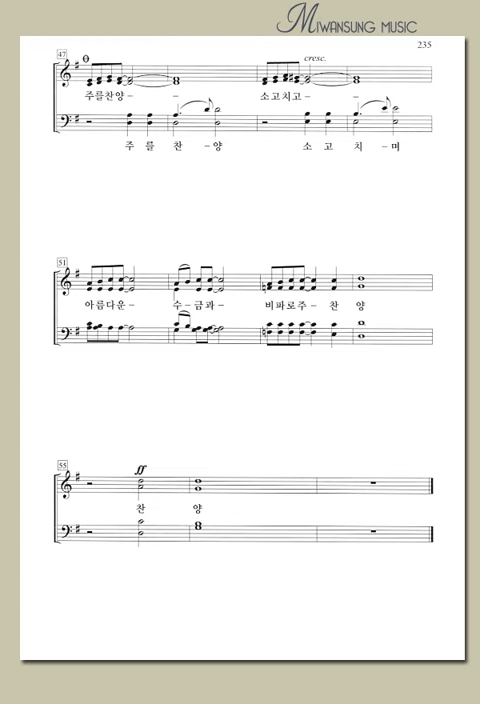 MIWANSUNG MUSIC
235
47
cresc.
주를찬양- - 소고치고- -
주 를 찬 -양 소 고 치 -며
51
아름다운- 수-금과- 비파로주- 찬 양
55
ff
찬 양